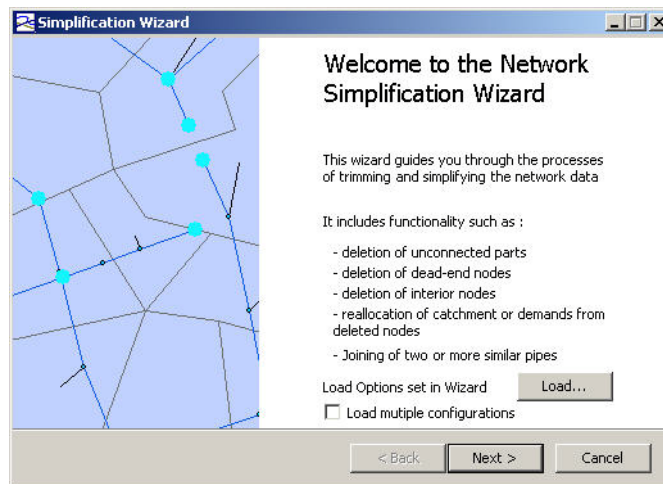 Simplification Wizard
Welcome to the Network
Simplification Wizard
This wizard guides you through the processes
of trimming and simplifying the network data
It includes functionality such as :
- deletion of unconnected parts
- deletion of dead-end nodes
- deletion of interior nodes
- reallocation of catchment or demands from
deleted nodes
- Joining of two or more similar pipes
Load Options set in Wizard
Load...
Load mutiple configurations
< Back
Next >
Cancel